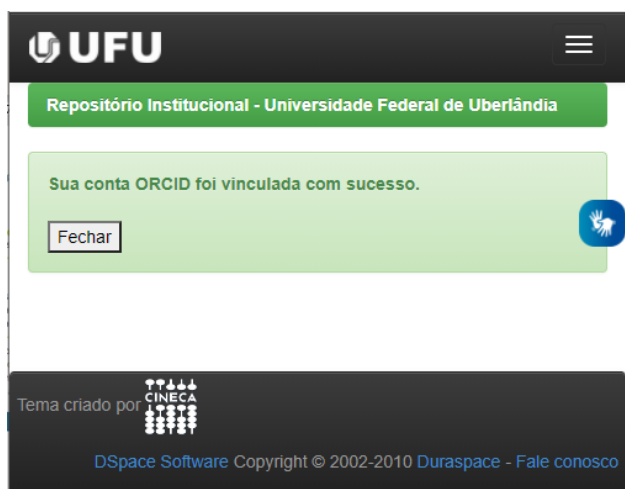 UFU
Repositório Institucional - Universidade Federal de Uberlândia
Sua conta ORCID foi vinculada com sucesso.
Fechar
Tema criado por CINECA
DSpace Software Copyright © 2002-2010 Duraspace - Fale conosco